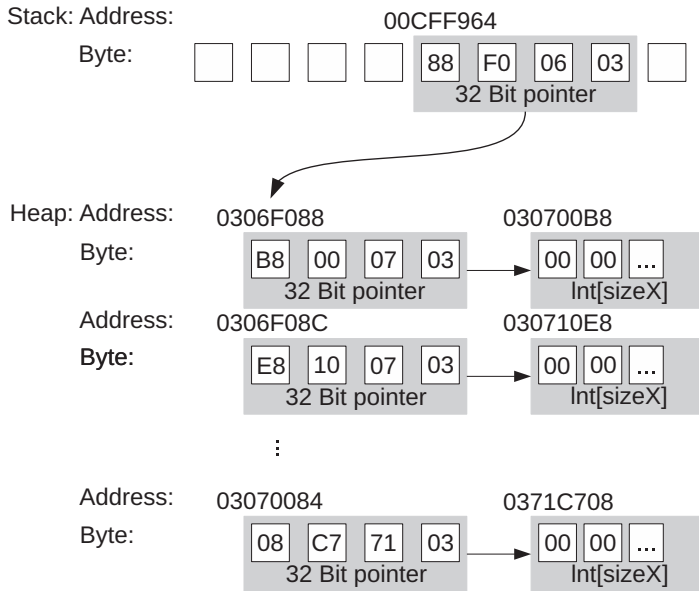 Stack: Address: 00CFF964
Byte: 88 F0 06 03
32 Bit pointer
Heap: Address: 0306F088 030700B8
Byte: B8 00 07 03 00 00 ...
32 Bit pointer Int[sizeX]
Address: 0306F08C 030710E8
Byte: E8 10 07 03 00 00 ...
32 Bit pointer Int[sizeX]
⋮
Address: 03070084 0371C708
Byte: 08 C7 71 03 00 00 ...
32 Bit pointer Int[sizeX]